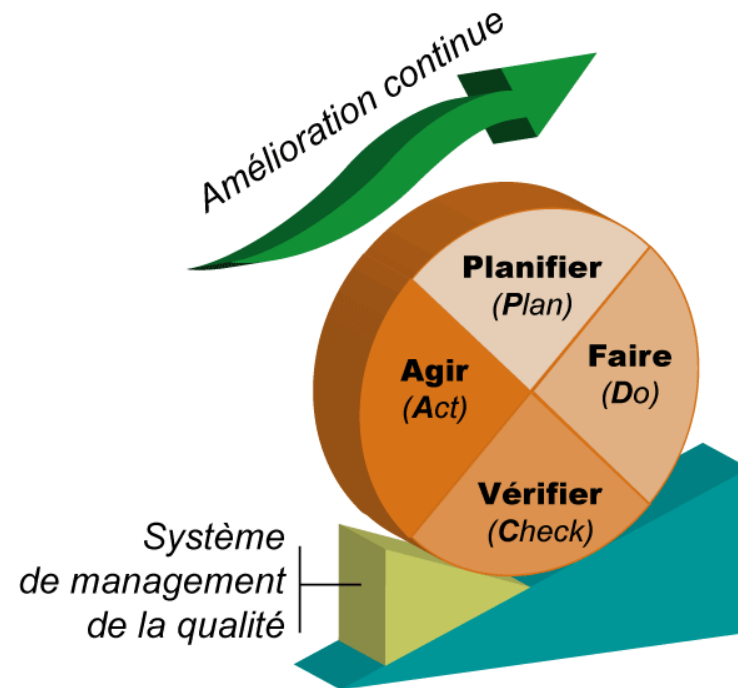 Amélioration continue
Planifier
(Plan)
Faire
(Do)
Agir
(Act)
Vérifier
(Check)
Système
de management
de la qualité